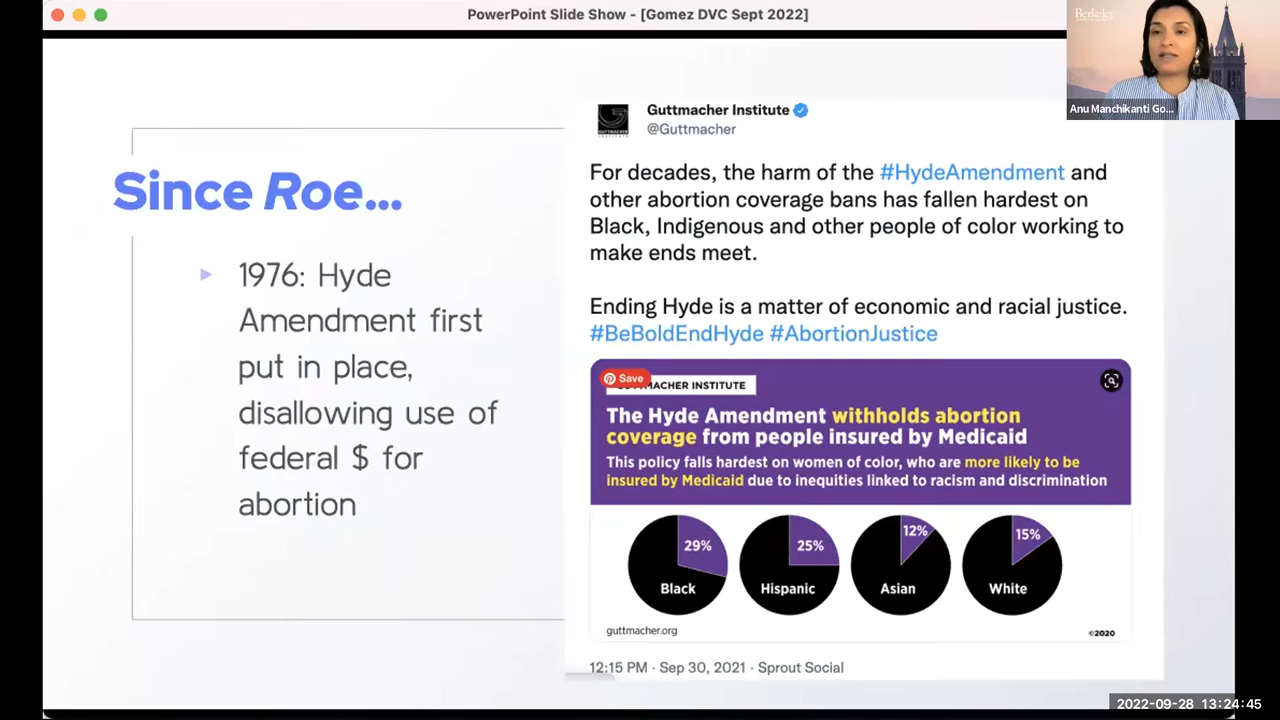 PowerPoint Slide Show - [Gomez DVC Sept 2022]
Berkeley
Anu Manchikanti Go...
Since Roe...
1976: Hyde
Amendment first
put in place,
disallowing use of
federal $ for
abortion
Guttmacher Institute
@Guttmacher
For decades, the harm of the #HydeAmendment and
other abortion coverage bans has fallen hardest on
Black, Indigenous and other people of color working to
make ends meet.
Ending Hyde is a matter of economic and racial justice.
#BeBoldEndHyde #AbortionJustice
Save
GUTTMACHER INSTITUTE
The Hyde Amendment withholds abortion
coverage from people insured by Medicaid
This policy falls hardest on women of color, who are more likely to be
insured by Medicaid due to inequities linked to racism and discrimination
29% 25% 12% 15%
Black Hispanic Asian White
guttmacher.org ©2020
12:15 PM · Sep 30, 2021 · Sprout Social
2022-09-28 13:24:45